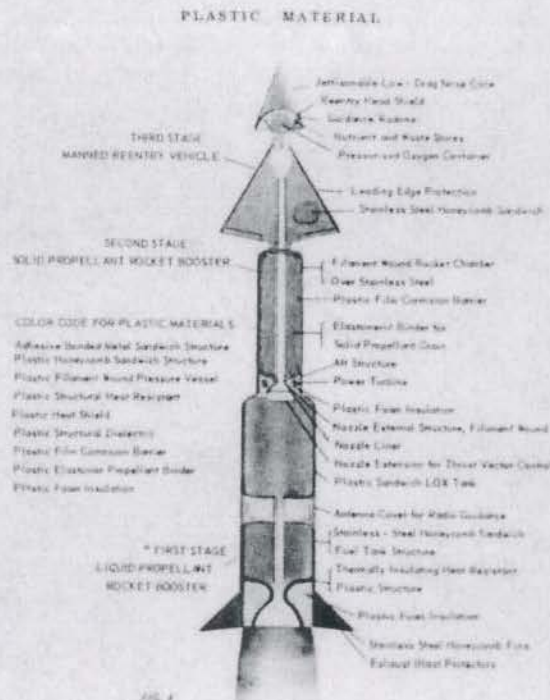 PLASTIC MATERIAL
Jettisonable Low - Drag Nose Cone
Reentry Head Shield
Guidance Radome
Nutrient and Waste Stores
Pressurized Oxygen Container
THIRD STAGE
MANNED REENTRY VEHICLE
Leading Edge Protection
Stainless Steel Honeycomb Sandwich
SECOND STAGE
SOLID PROPELLANT ROCKET BOOSTER
Filament Wound Rocket Chamber
Over Stainless Steel
Plastic Film Corrosion Barrier
COLOR CODE FOR PLASTIC MATERIALS
Adhesive Bonded Metal Sandwich Structure
Plastic Honeycomb Sandwich Structure
Plastic Filament Wound Pressure Vessel
Plastic Structural Heat Resistant
Plastic Heat Shield
Plastic Structural Dielectric
Plastic Film Corrosion Barrier
Plastic Elastomer Propellant Binder
Plastic Foam Insulation
Elastomeric Binder for
Solid Propellant Grain
Aft Structure
Power Turbine
Plastic Foam Insulation
Nozzle External Structure, Filament Wound
Nozzle Liner
Nozzle Extension for Thrust Vector Control
Plastic Sandwich LOX Tank
Antenna Cover for Radio Guidance
Stainless - Steel Honeycomb Sandwich
Fuel Tank Structure
* FIRST STAGE
LIQUID PROPELLANT
ROCKET BOOSTER
Thermally Insulating Heat Resistant
Plastic Structure
Plastic Foam Insulation
Stainless Steel Honeycomb Fins
Exhaust Protectors
FIG. 4